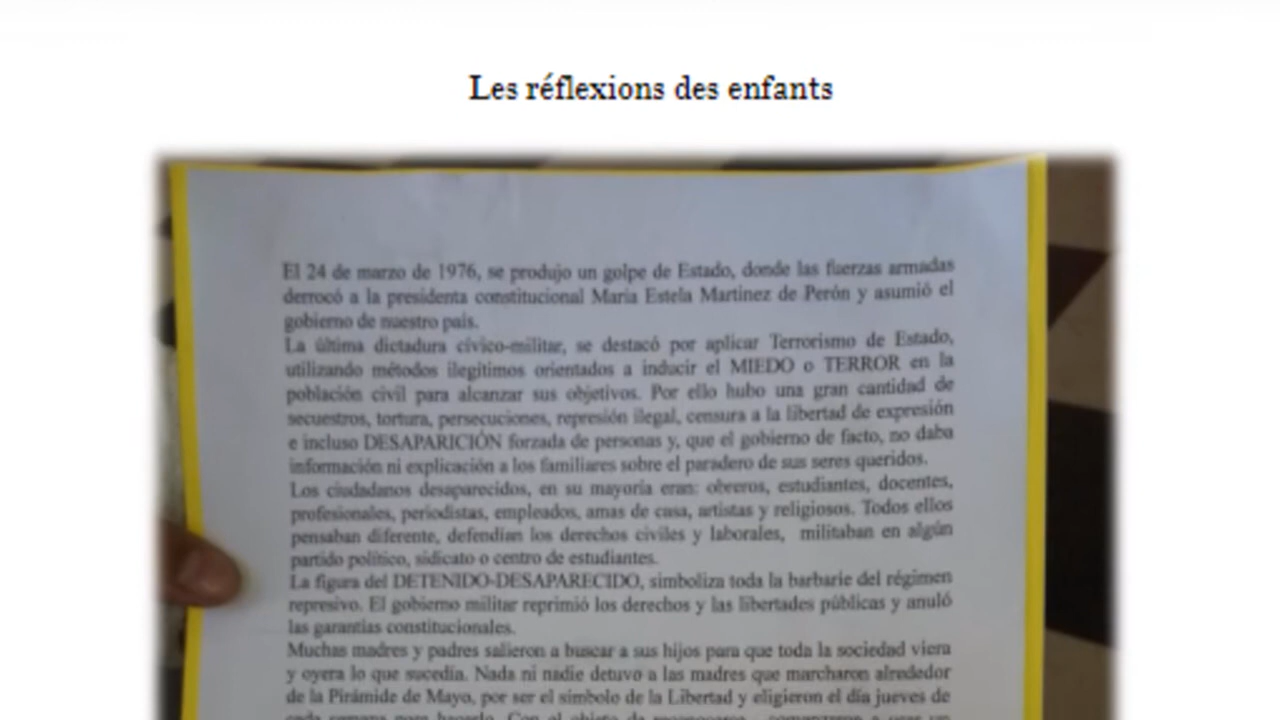 Les réflexions des enfants
El 24 de marzo de 1976, se produjo un golpe de Estado, donde las fuerzas armadas
derrocó a la presidenta constitucional María Estela Martínez de Perón y asumió el
gobierno de nuestro país.
La última dictadura cívico-militar, se destacó por aplicar Terrorismo de Estado,
utilizando métodos ilegítimos orientados a inducir el MIEDO o TERROR en la
población civil para alcanzar sus objetivos. Por ello hubo una gran cantidad de
secuestros, tortura, persecuciones, represión ilegal, censura a la libertad de expresión
e incluso DESAPARICIÓN forzada de personas y, que el gobierno de facto, no daba
información ni explicación a los familiares sobre el paradero de sus seres queridos.
Los ciudadanos desaparecidos, en su mayoría eran: obreros, estudiantes, docentes,
profesionales, periodistas, empleados, amas de casa, artistas y religiosos. Todos ellos
pensaban diferente, defendían los derechos civiles y laborales, militaban en algún
partido político, sidicato o centro de estudiantes.
La figura del DETENIDO-DESAPARECIDO, simboliza toda la barbarie del régimen
represivo. El gobierno militar reprimió los derechos y las libertades públicas y anuló
las garantías constitucionales.
Muchas madres y padres salieron a buscar a sus hijos para que toda la sociedad viera
y oyera lo que sucedía. Nada ni nadie detuvo a las madres que marcharon alrededor
de la Pirámide de Mayo, por ser el símbolo de la Libertad y eligieron el día jueves de
cada semana para hacerlo. Con el objeto de